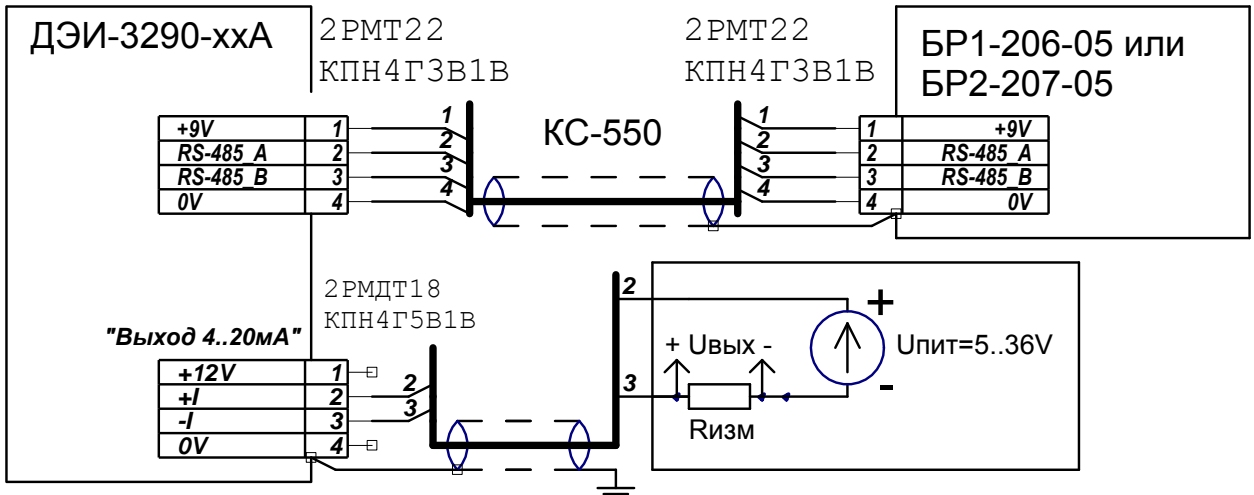 ДЭИ-3290-ххА
2РМТ22
КПН4Г3В1В
2РМТ22
КПН4Г3В1В
БР1-206-05 или
БР2-207-05
КС-550
+9V 1
RS-485_A 2
RS-485_B 3
0V 4
1
2
3
4
1
2
3
4
1 +9V
2 RS-485_A
3 RS-485_B
4 0V
2РМДТ18
КПН4Г5В1В
"Выход 4..20мА"
+12V 1
+I 2
-I 3
0V 4
2
3
2
3
+ Uвых -
Rизм
+
Uпит=5..36V
-